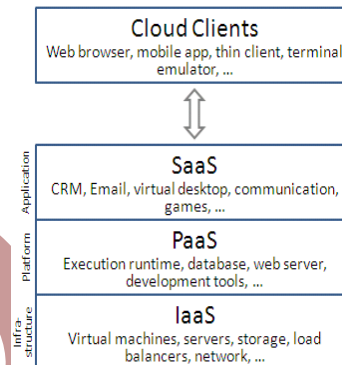 Cloud Clients
Web browser, mobile app, thin client, terminal
emulator, ...
Application
SaaS
CRM, Email, virtual desktop, communication,
games, ...
Platform
PaaS
Execution runtime, database, web server,
development tools, ...
Infra-
structure
IaaS
Virtual machines, servers, storage, load
balancers, network, ...